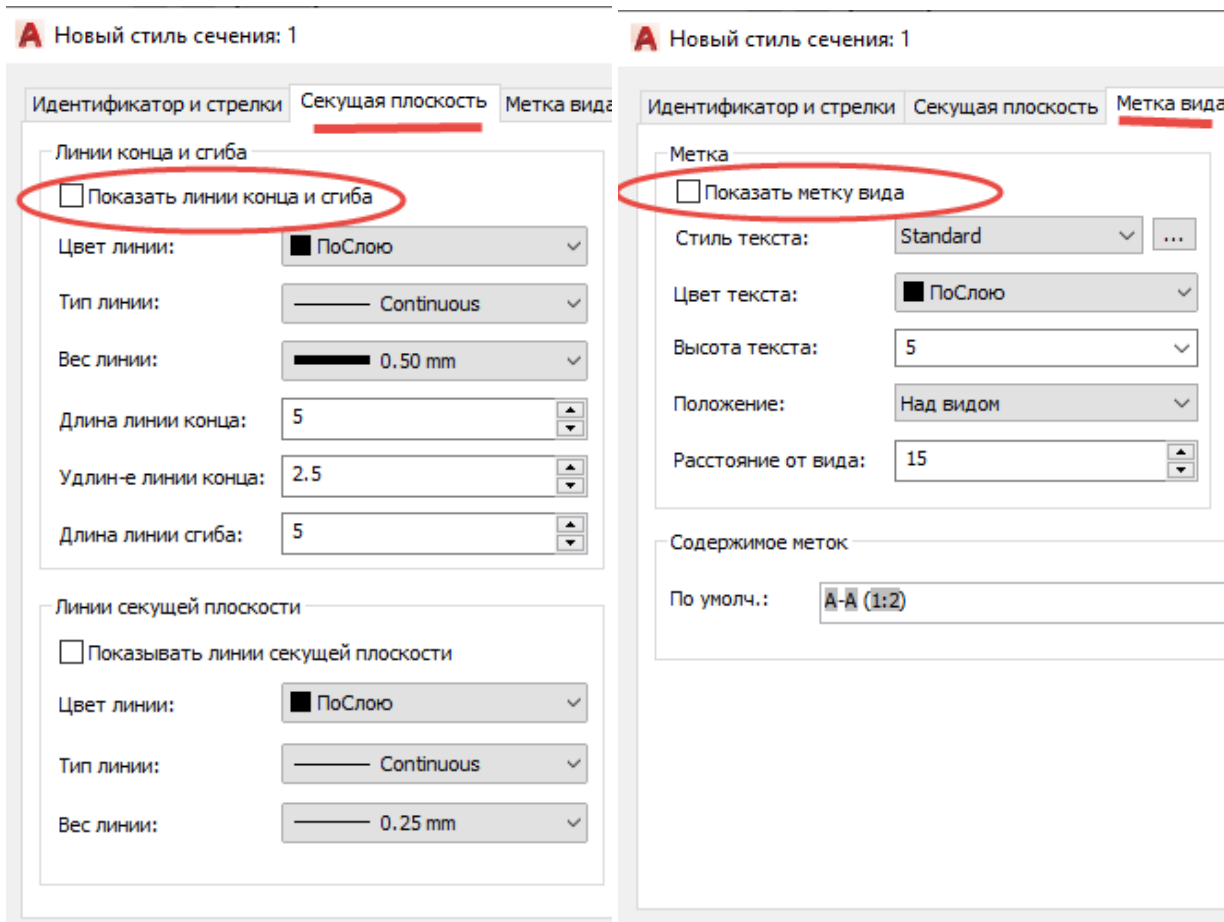 Новый стиль сечения: 1
Идентификатор и стрелки Секущая плоскость Метка вида
Линии конца и сгиба
Показать линии конца и сгиба
Цвет линии: ПоСлою
Тип линии: Continuous
Вес линии: 0.50 mm
Длина линии конца: 5
Удлин-е линии конца: 2.5
Длина линии сгиба: 5
Линии секущей плоскости
Показывать линии секущей плоскости
Цвет линии: ПоСлою
Тип линии: Continuous
Вес линии: 0.25 mm
Новый стиль сечения: 1
Идентификатор и стрелки Секущая плоскость Метка вида
Метка
Показать метку вида
Стиль текста: Standard ...
Цвет текста: ПоСлою
Высота текста: 5
Положение: Над видом
Расстояние от вида: 15
Содержимое меток
По умолч.: A-A (1:2)